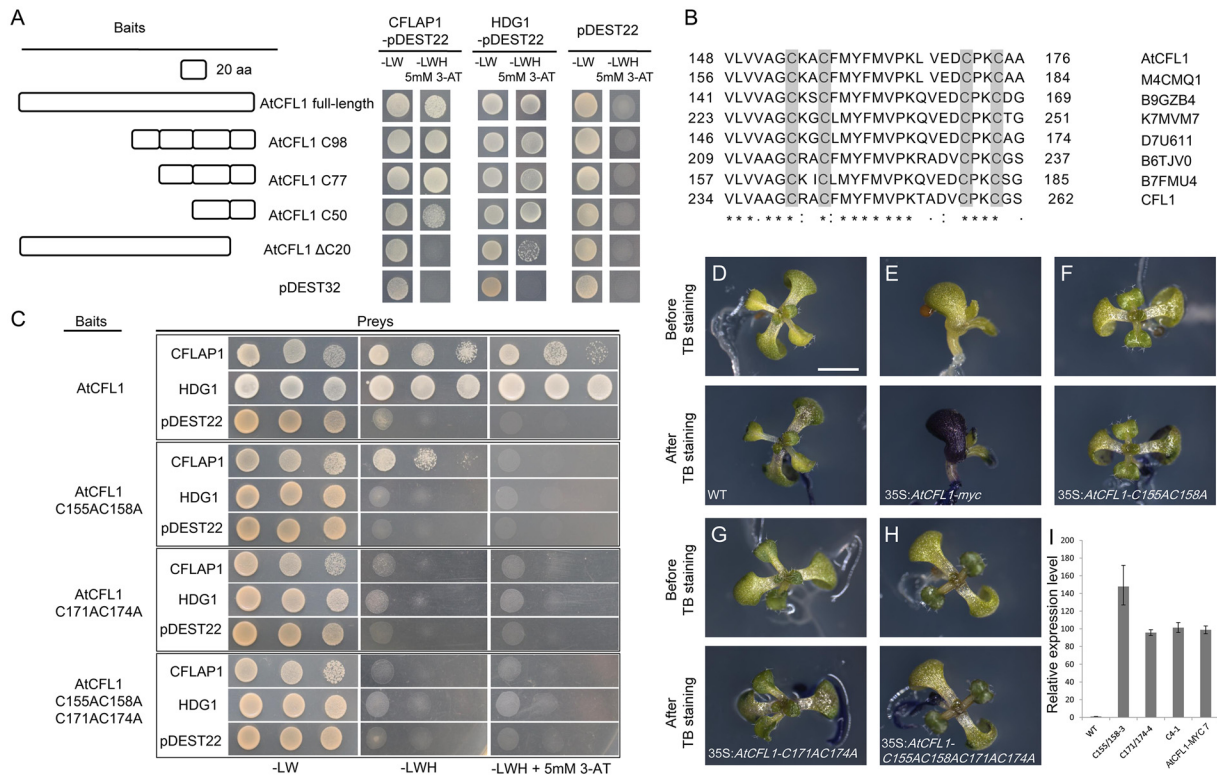 A
Baits
20 aa
CFLAP1
-pDEST22
HDG1
-pDEST22
pDEST22
-LW -LWH
5mM 3-AT
-LW -LWH
5mM 3-AT
-LW -LWH
5mM 3-AT
AtCFL1 full-length
AtCFL1 C98
AtCFL1 C77
AtCFL1 C50
AtCFL1 ΔC20
pDEST32
B
148 VLVVAGCKACFMYFMVPKL VEDCPKCAA 176 AtCFL1
156 VLVVAGCKACFMYFMVPKL VEDCPKCAA 184 M4CMQ1
141 VLVVAGCKSCFMYFMVPKQVEDCPKCDG 169 B9GZB4
223 VLVVAGCKGCLMYFMVPKQVEDCPKCTG 251 K7MVM7
146 VLVVAGCKGCLMYFMVPKQVEDCPKCAG 174 D7U611
209 VLVAAGCRACFMYFMVPKRADVCPKCGS 237 B6TJV0
157 VLVVAGCKICLMYFMVPKQVEDCPKCSG 185 B7FMU4
234 VLVAAGCRACFMYFMVPKTADVCPKCGS 262 CFL1
***.***:*:******** .: **** .
C
Baits
Preys
AtCFL1
CFLAP1
HDG1
pDEST22
AtCFL1
C155AC158A
CFLAP1
HDG1
pDEST22
AtCFL1
C171AC174A
CFLAP1
HDG1
pDEST22
AtCFL1
C155AC158A
C171AC174A
CFLAP1
HDG1
pDEST22
-LW -LWH -LWH + 5mM 3-AT
D
E
F
Before
TB staining
After
TB staining
WT
35S:AtCFL1-myc
35S:AtCFL1-C155AC158A
G
H
Before
TB staining
After
TB staining
35S:AtCFL1-C171AC174A
35S:AtCFL1-
C155AC158AC171AC174A
I
Relative expression level
200
180
160
140
120
100
80
60
40
20
0
WT
C155/158-3
C171/174-4
C4-1
AtCFL1-MYC 7